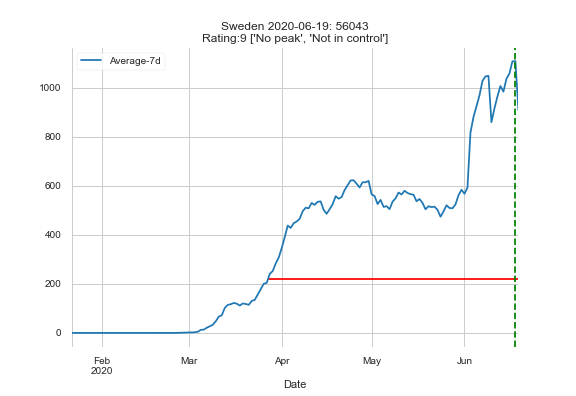 Sweden 2020-06-19: 56043
Rating:9 ['No peak', 'Not in control']
Average-7d
1000
800
600
400
200
0
Feb
2020
Mar
Apr
May
Jun
Date